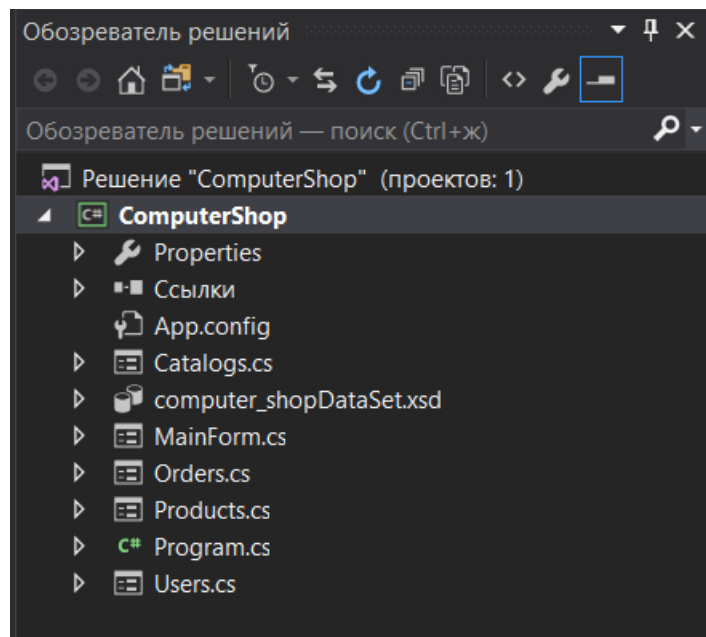 Обозреватель решений
Обозреватель решений — поиск (Ctrl+ж)
Решение "ComputerShop" (проектов: 1)
C# ComputerShop
Properties
Ссылки
App.config
Catalogs.cs
computer_shopDataSet.xsd
MainForm.cs
Orders.cs
Products.cs
C# Program.cs
Users.cs